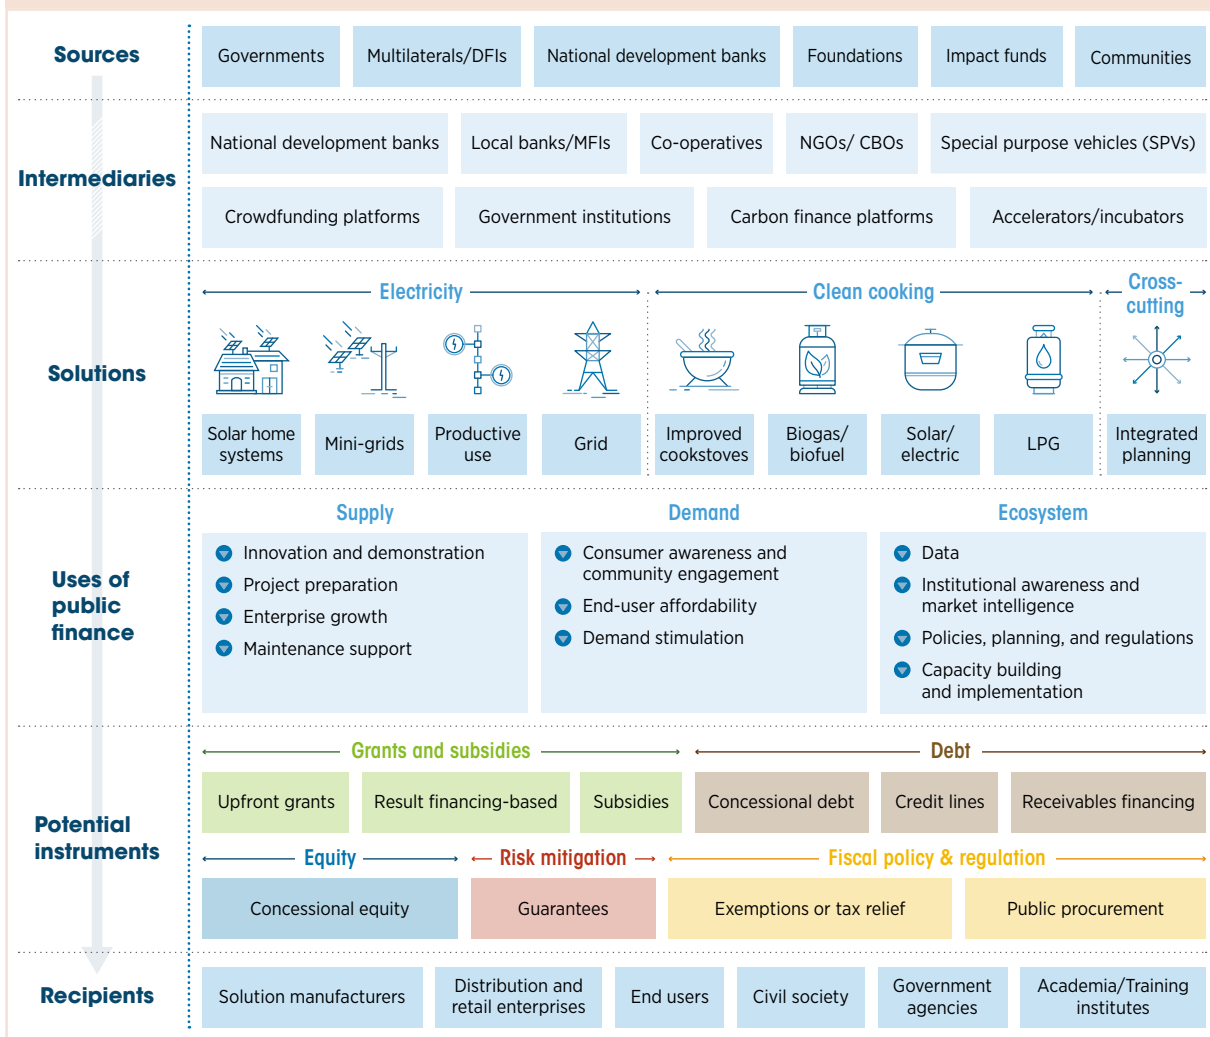 Sources
Governments
Multilaterals/DFIs
National development banks
Foundations
Impact funds
Communities
Intermediaries
National development banks
Local banks/MFIs
Co-operatives
NGOs/ CBOs
Special purpose vehicles (SPVs)
Crowdfunding platforms
Government institutions
Carbon finance platforms
Accelerators/incubators
Solutions
Electricity
Clean cooking
Cross-
cutting
Solar home
systems
Mini-grids
Productive
use
Grid
Improved
cookstoves
Biogas/
biofuel
Solar/
electric
LPG
Integrated
planning
Uses of
public
finance
Supply
Innovation and demonstration
Project preparation
Enterprise growth
Maintenance support
Demand
Consumer awareness and
community engagement
End-user affordability
Demand stimulation
Ecosystem
Data
Institutional awareness and
market intelligence
Policies, planning, and regulations
Capacity building
and implementation
Potential
instruments
Grants and subsidies
Debt
Upfront grants
Result financing-based
Subsidies
Concessional debt
Credit lines
Receivables financing
Equity
Risk mitigation
Fiscal policy & regulation
Concessional equity
Guarantees
Exemptions or tax relief
Public procurement
Recipients
Solution manufacturers
Distribution and
retail enterprises
End users
Civil society
Government
agencies
Academia/Training
institutes